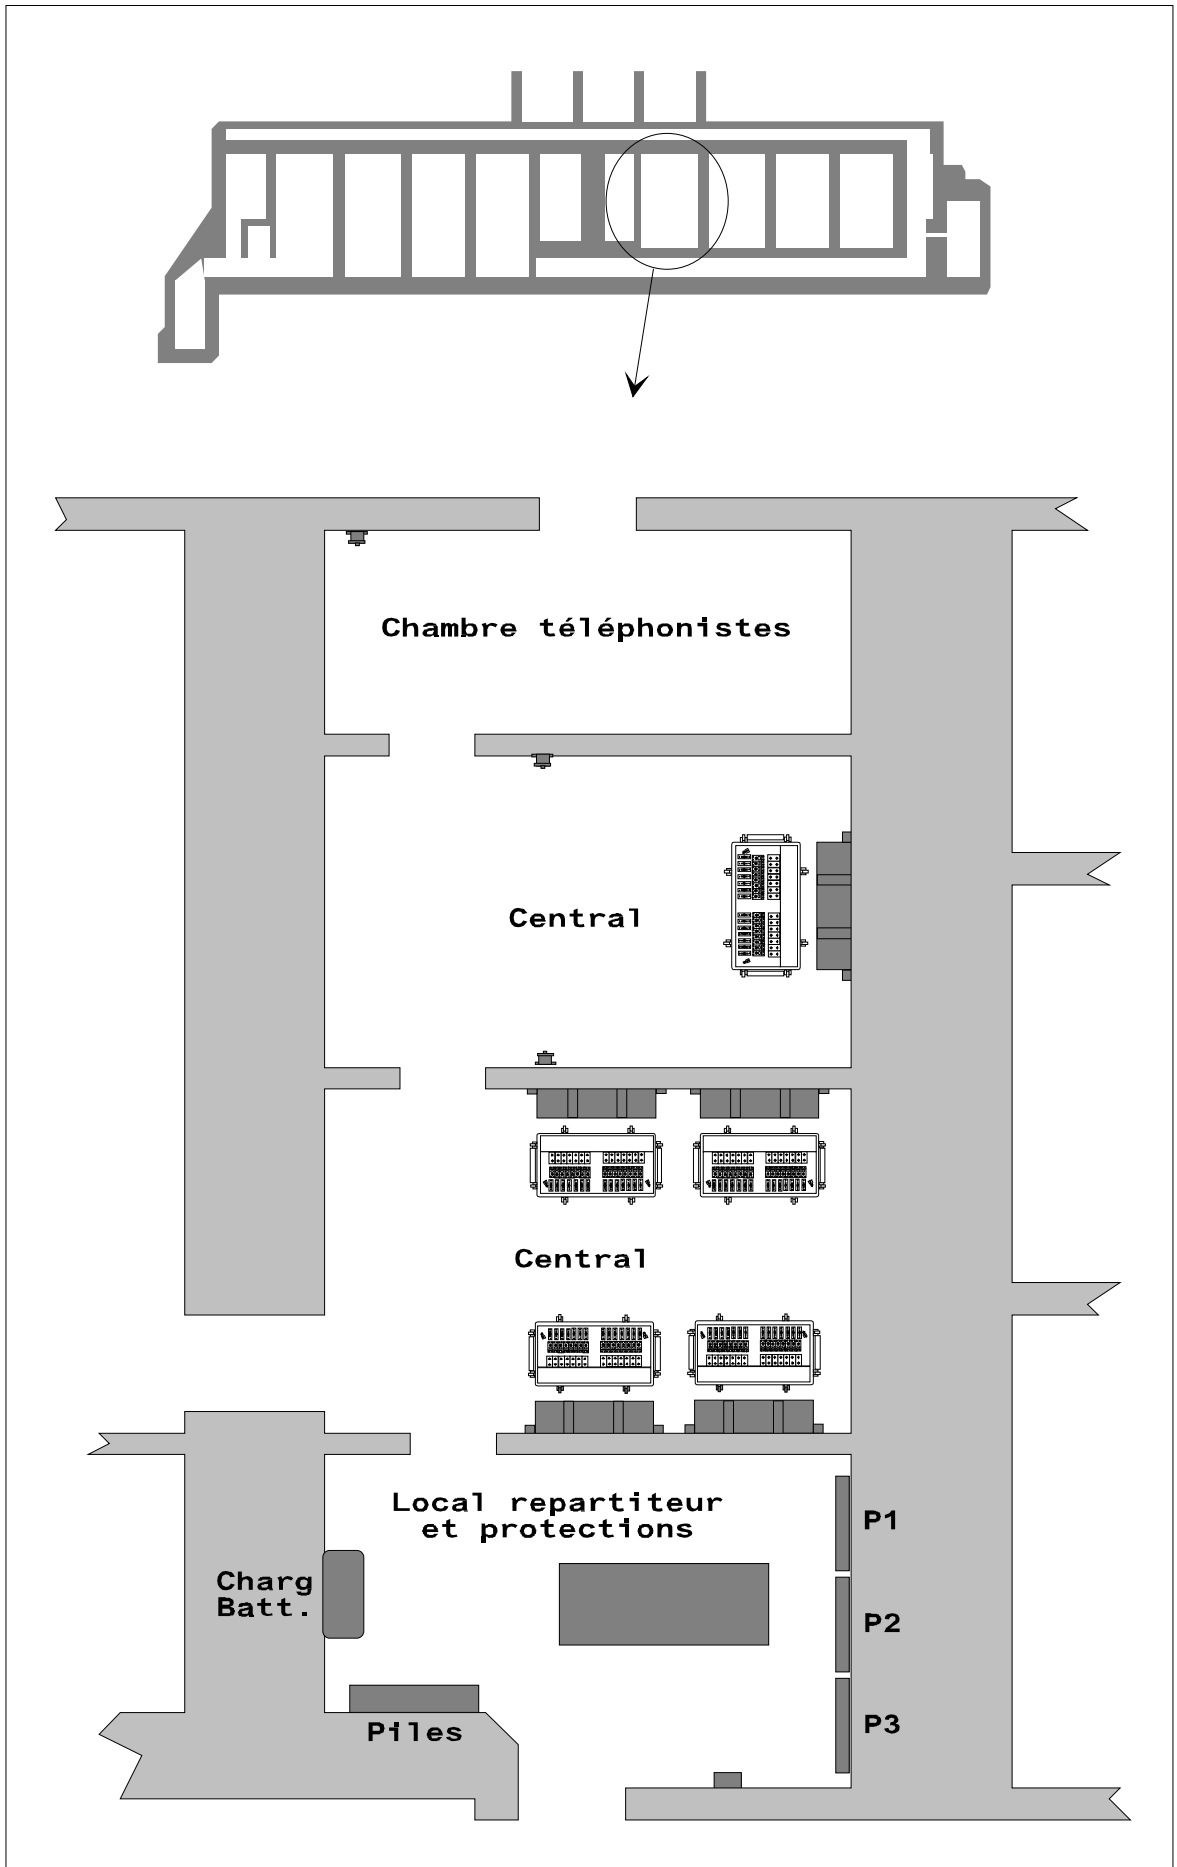 Chambre téléphonistes
Central
Central
Local repartiteur
et protections
P1
Charg
Batt.
P2
P3
Piles